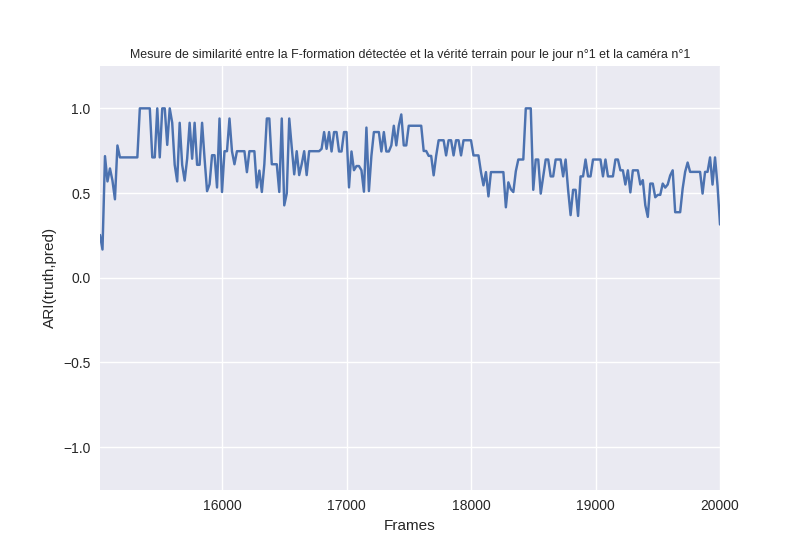 Mesure de similarité entre la F-formation détectée et la vérité terrain pour le jour n°1 et la caméra n°1
1.0
0.5
0.0
−0.5
−1.0
ARI(truth,pred)
16000 17000 18000 19000 20000
Frames